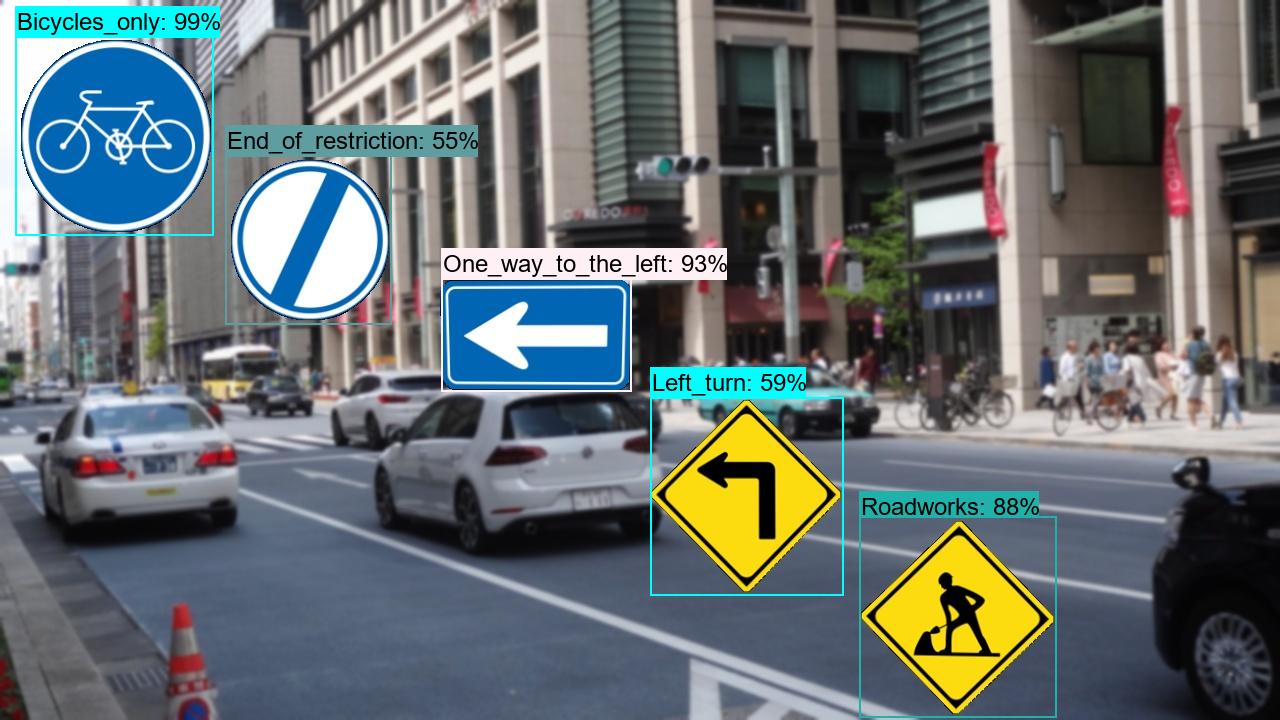 Bicycles_only: 99%
End_of_restriction: 55%
One_way_to_the_left: 93%
Left_turn: 59%
Roadworks: 88%